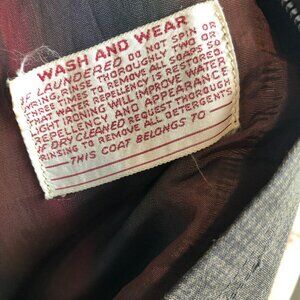 WASH AND WEAR
IF LAUNDERED DO NOT SPIN OR
WRING. RINSE THOROUGHLY TWO OR
THREE TIMES TO REMOVE ALL SOAPS SO
THAT WATER REPELLENCY IS RESTORED.
LIGHT IRONING WILL IMPROVE WATER
REPELLENCY AND APPEARANCE
IF DRY CLEANED REQUEST THOROUGH
RINSING TO REMOVE ALL DETERGENTS
THIS COAT BELONGS TO